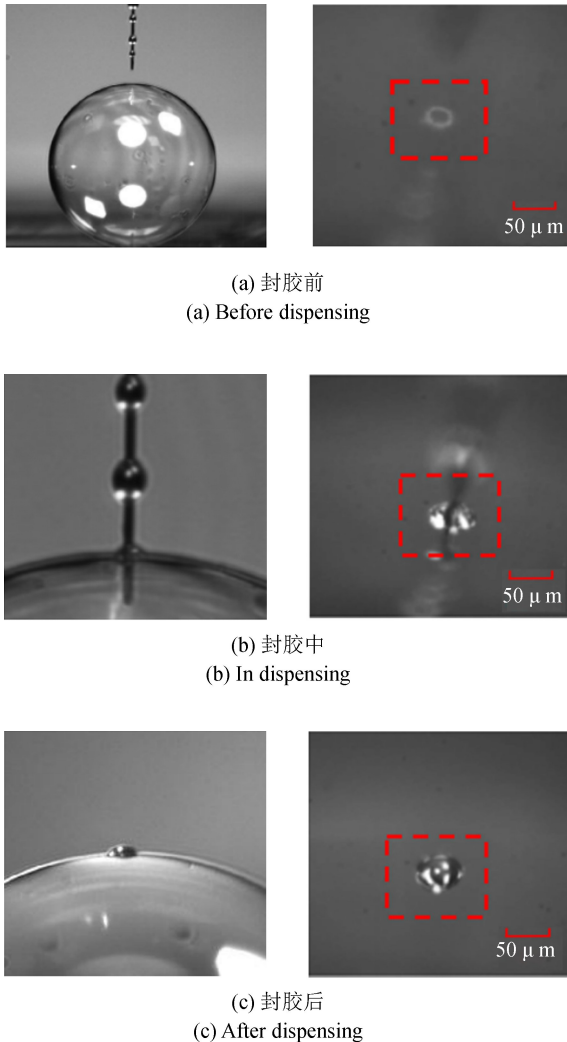 50 μ m
(a) 封胶前
(a) Before dispensing
50 μ m
(b) 封胶中
(b) In dispensing
50 μ m
(c) 封胶后
(c) After dispensing